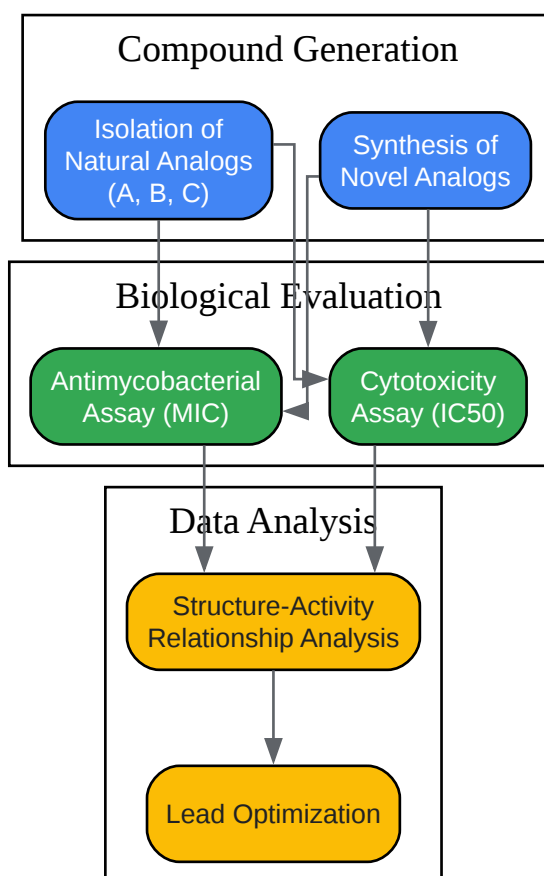 Compound Generation
Isolation of
Natural Analogs
(A, B, C)
Synthesis of
Novel Analogs
Biological Evaluation
Antimycobacterial
Assay (MIC)
Cytotoxicity
Assay (IC50)
Data Analysis
Structure-Activity
Relationship Analysis
Lead Optimization